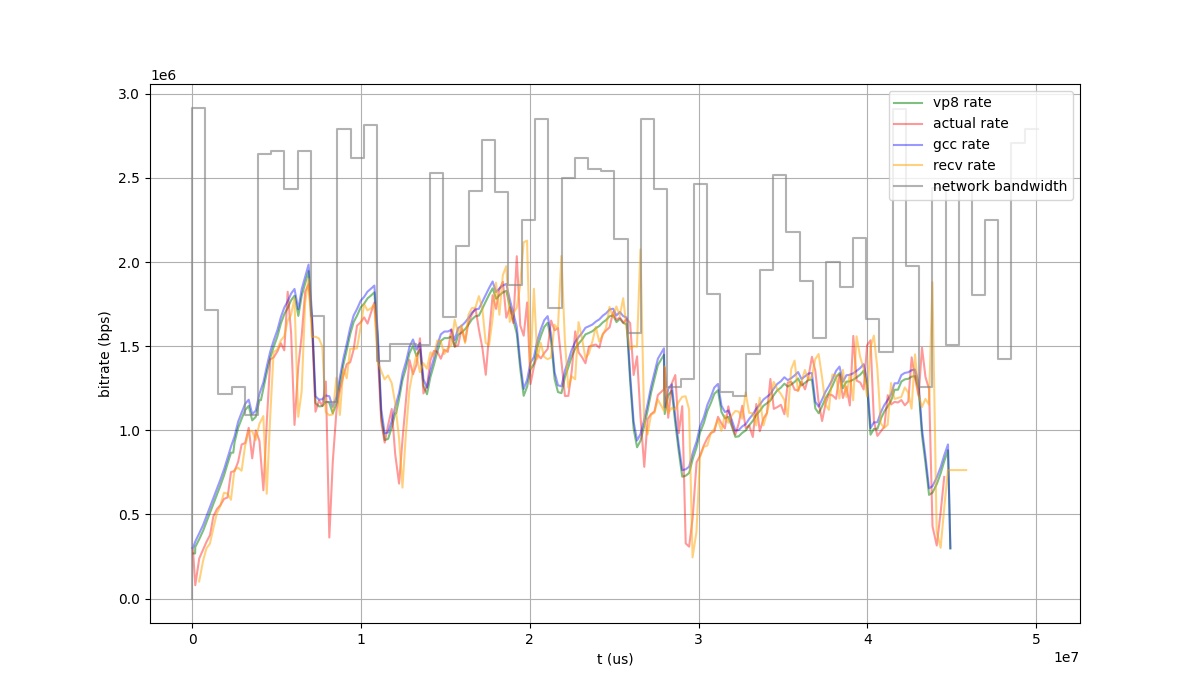 1e6
3.0
2.5
2.0
1.5
1.0
0.5
0.0
bitrate (bps)
vp8 rate
actual rate
gcc rate
recv rate
network bandwidth
0 1 2 3 4 5
t (us)
1e7